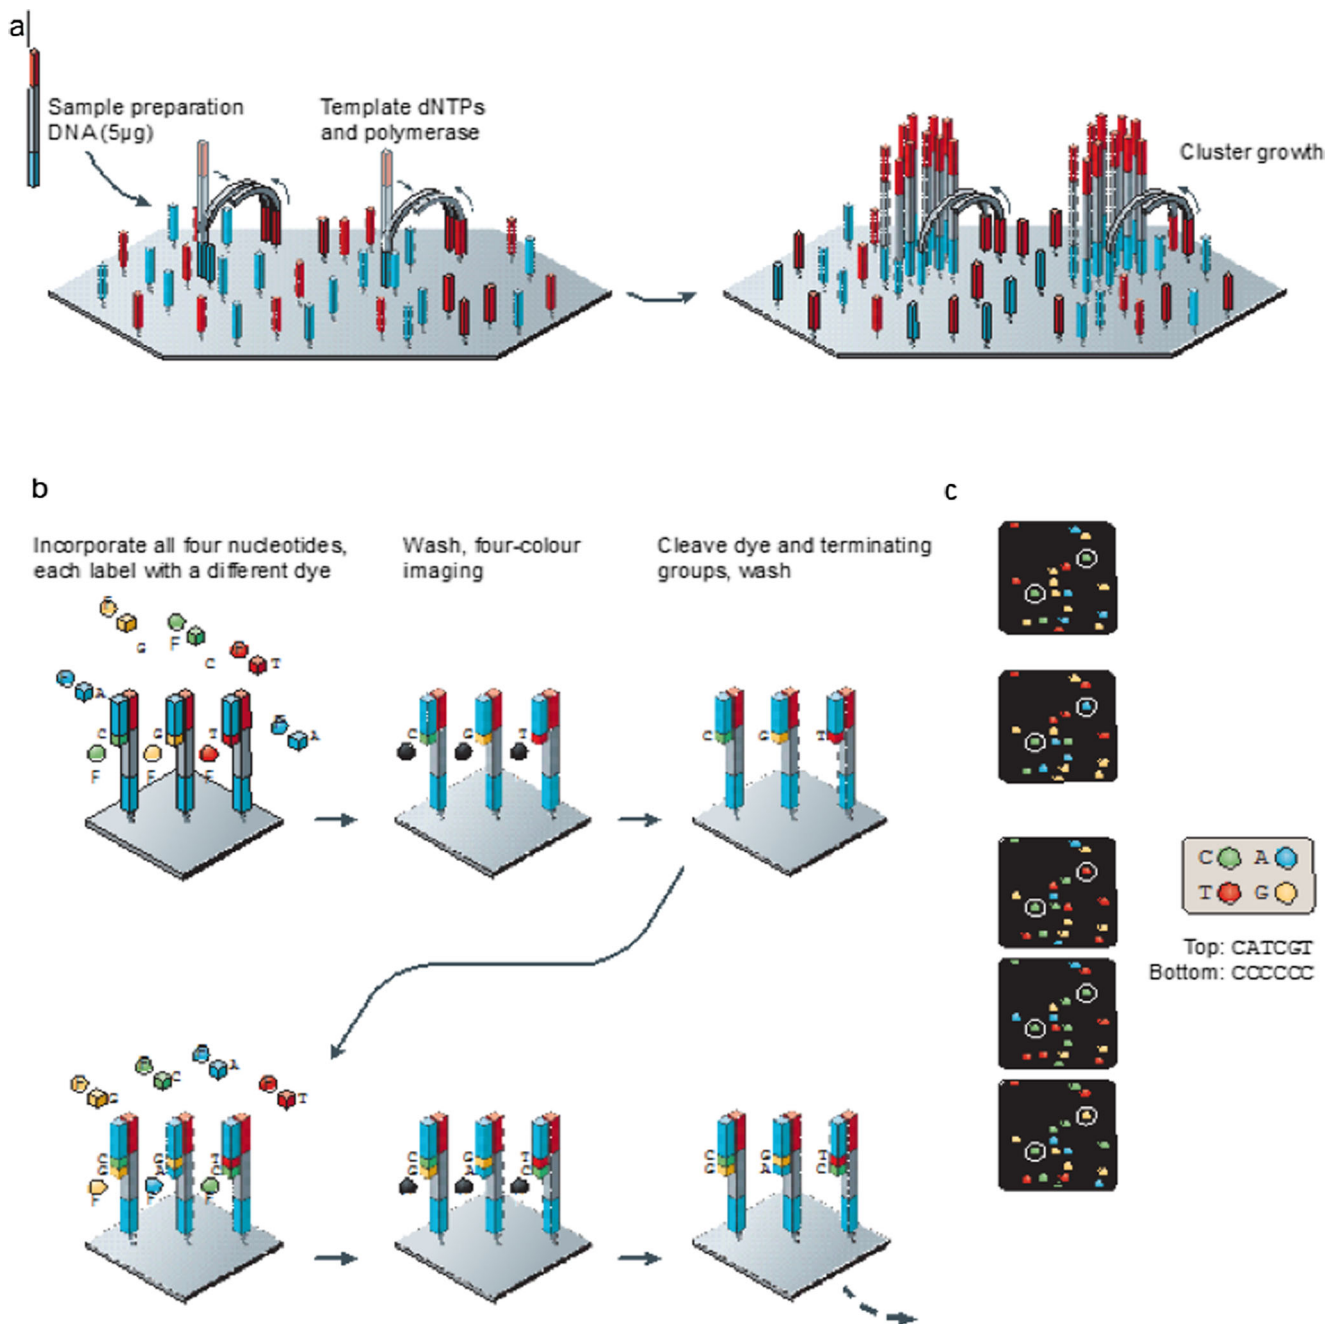 a
Sample preparation
DNA (5µg)
Template dNTPs
and polymerase
Cluster growth
b
Incorporate all four nucleotides,
each label with a different dye
Wash, four-colour
imaging
Cleave dye and terminating
groups, wash
G
F
C
F
T
A
A
C
G
T
F
F
F
C
G
T
C
G
T
c
C A
T G
Top: CATCGT
Bottom: CCCCCC
G
C
A
T
C
G
G
A
T
C
F
F
F
C
G
G
A
T
C
C
G
G
A
T
C